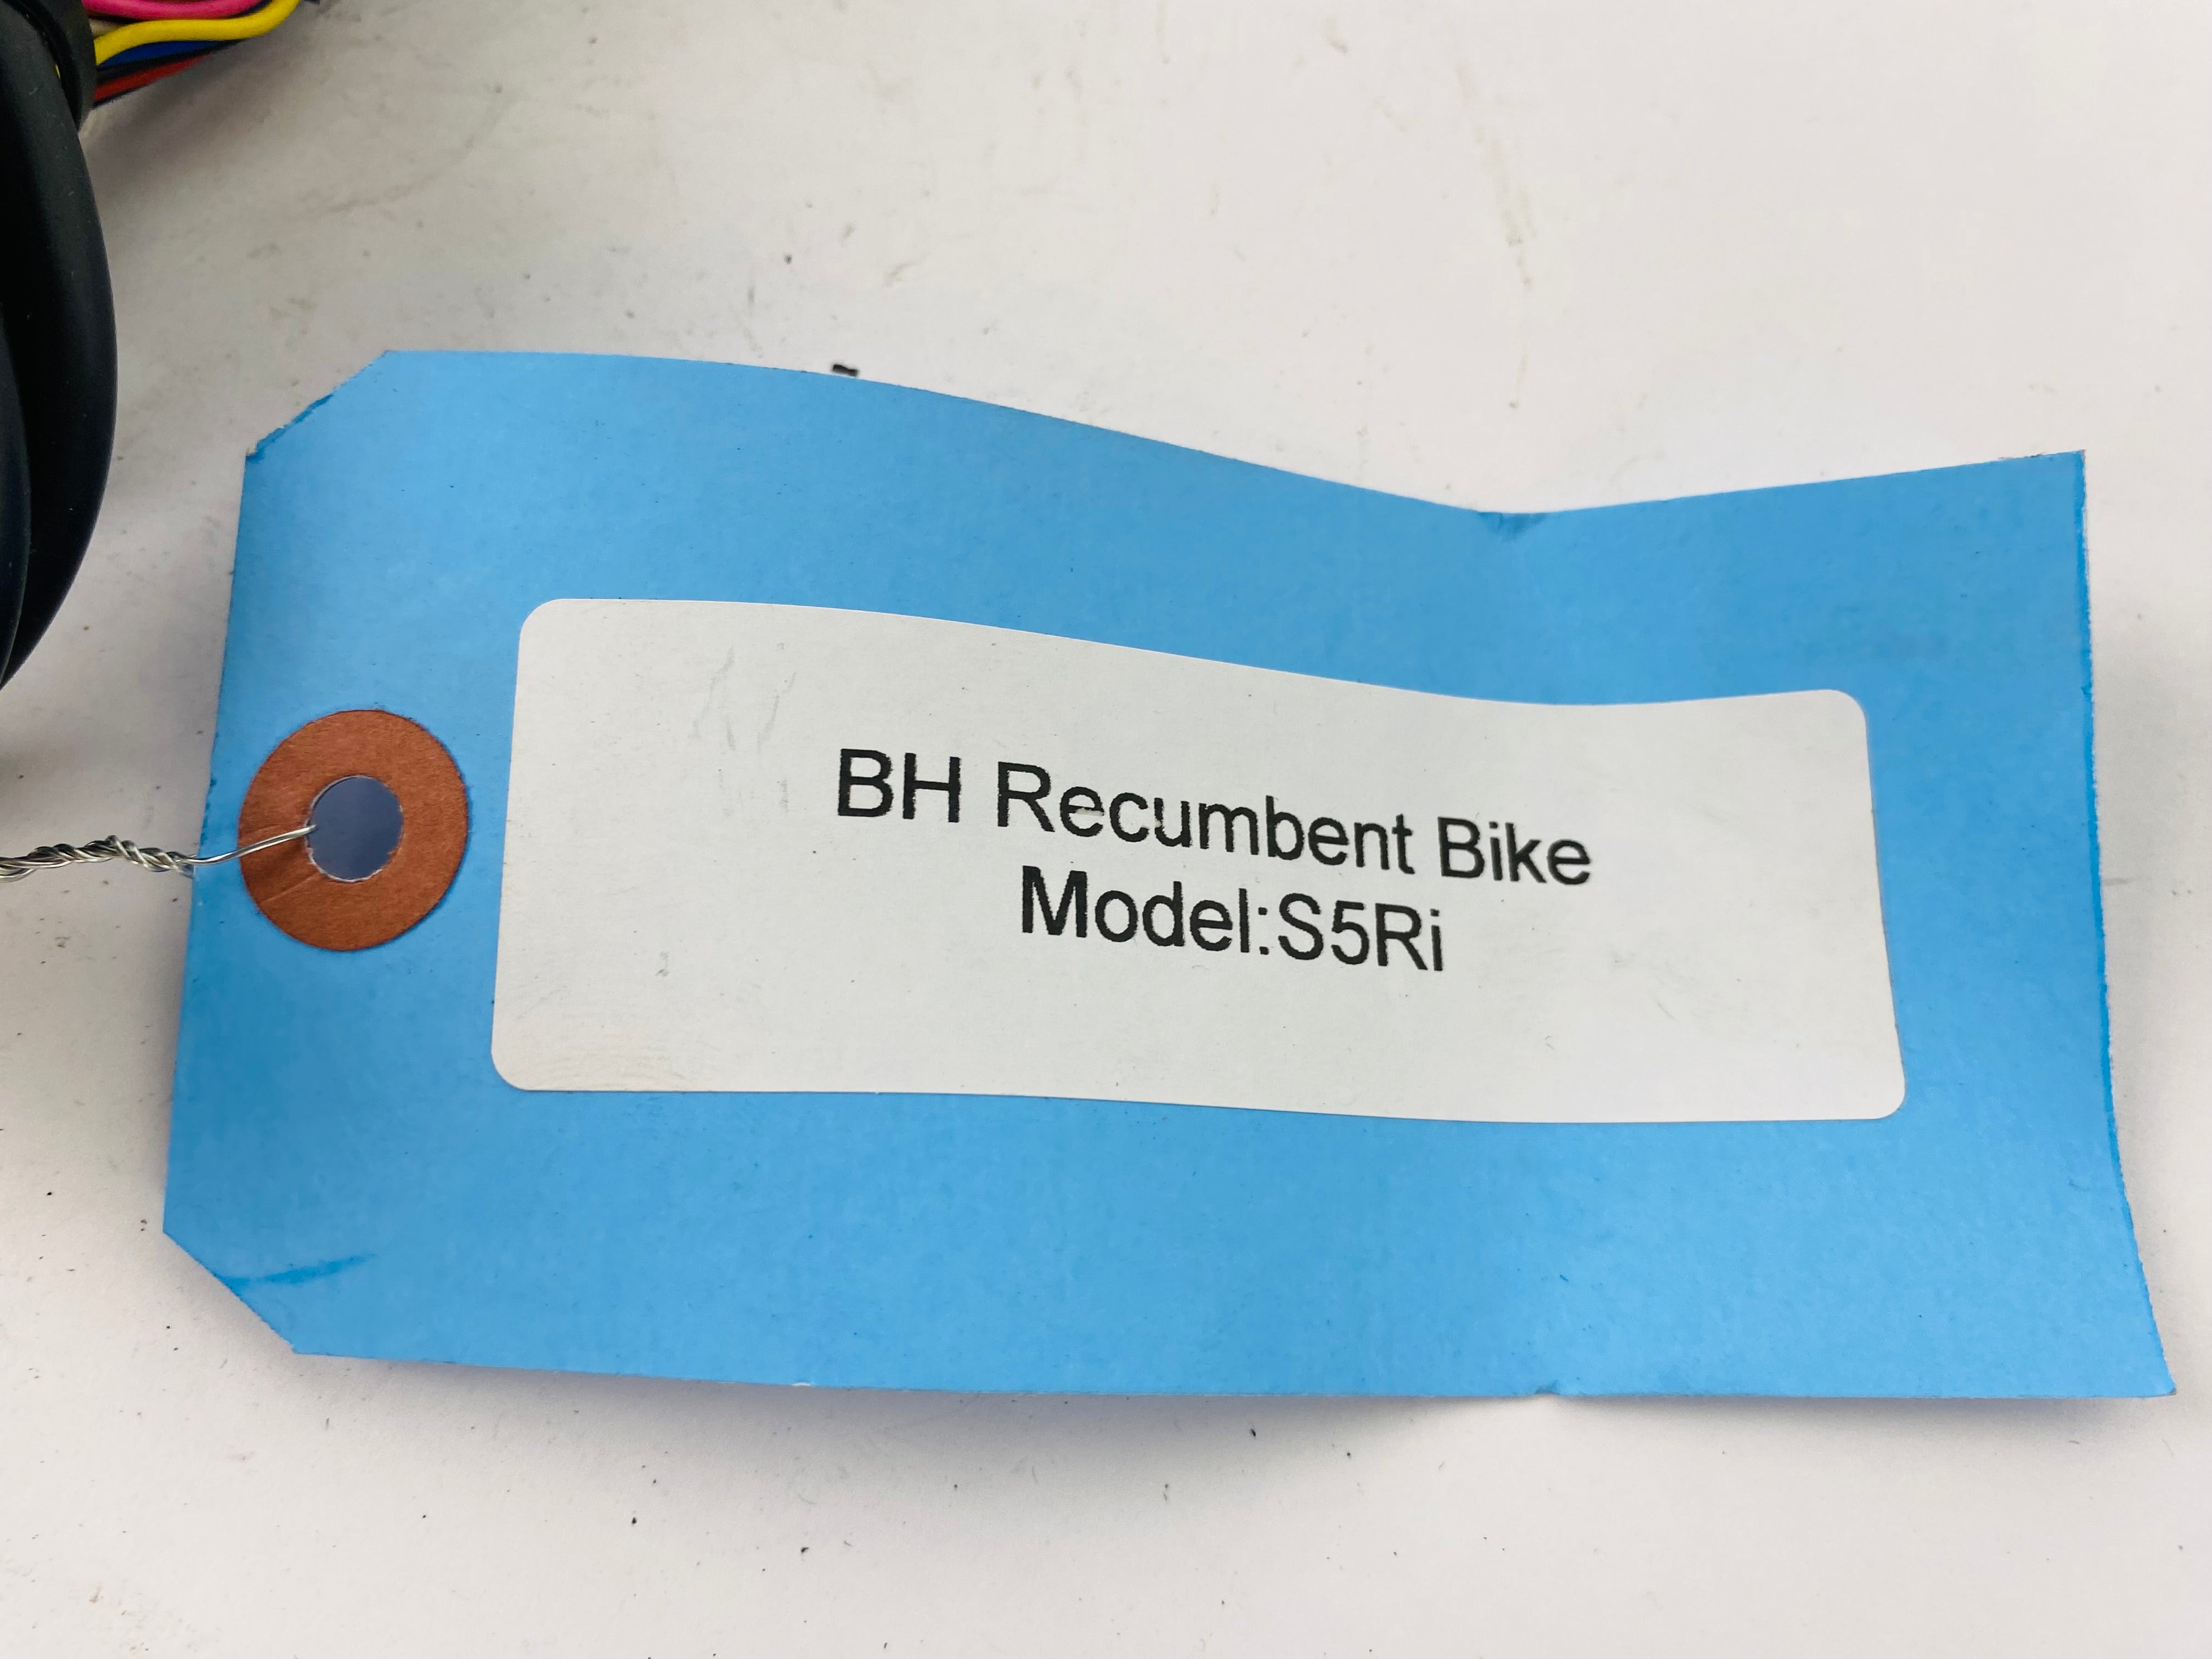 BH Recumbent Bike
Model:S5Ri